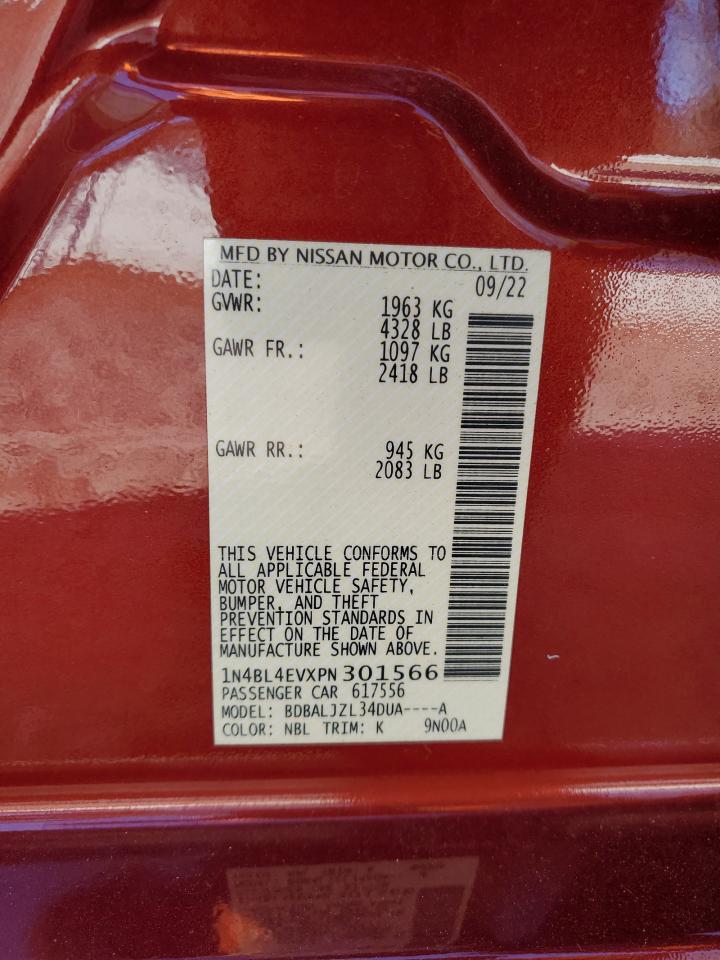 MFD BY NISSAN MOTOR CO., LTD.
DATE: 09/22
GVWR: 1963 KG
4328 LB
GAWR FR.: 1097 KG
2418 LB
GAWR RR.: 945 KG
2083 LB
THIS VEHICLE CONFORMS TO
ALL APPLICABLE FEDERAL
MOTOR VEHICLE SAFETY,
BUMPER, AND THEFT
PREVENTION STANDARDS IN
EFFECT ON THE DATE OF
MANUFACTURE SHOWN ABOVE.
1N4BL4EVXPN301566
PASSENGER CAR 617556
MODEL: BDBALJZL34DUA----A
COLOR: NBL TRIM: K 9N00A